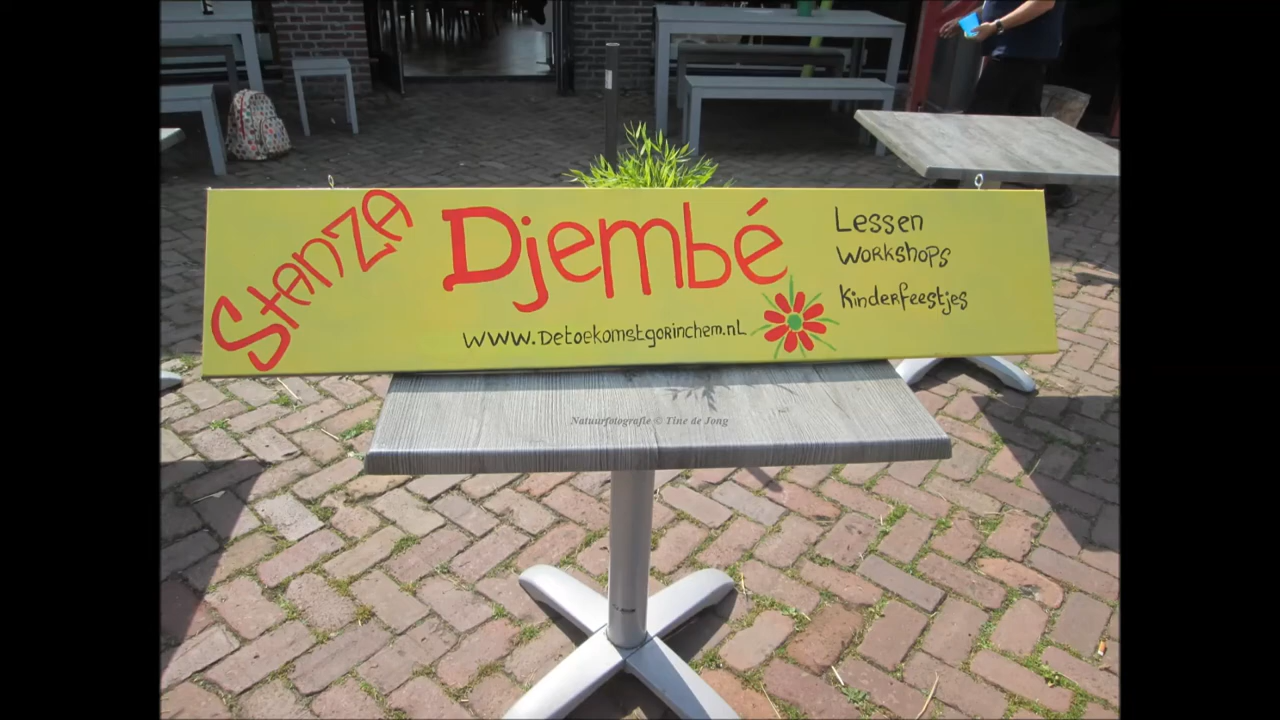 Stanza
Djembé
Lessen
Workshops
Kinderfeestjes
www.Detoekomstgorinchem.nl
Natuurfotografie © Tine de Jong